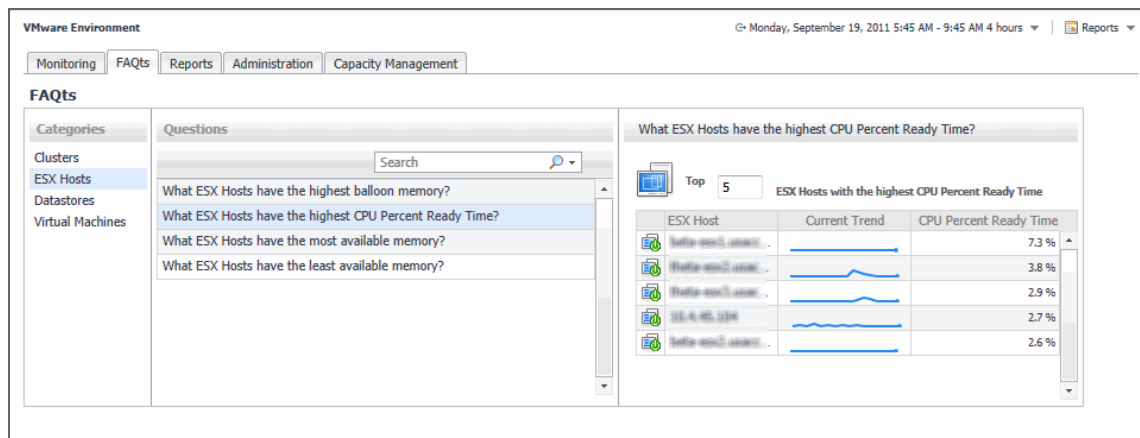 VMware Environment
Monday, September 19, 2011 5:45 AM - 9:45 AM 4 hours
Reports
Monitoring FAQts Reports Administration Capacity Management
FAQts
Categories
Clusters
ESX Hosts
Datastores
Virtual Machines
Questions
Search
What ESX Hosts have the highest balloon memory?
What ESX Hosts have the highest CPU Percent Ready Time?
What ESX Hosts have the most available memory?
What ESX Hosts have the least available memory?
What ESX Hosts have the highest CPU Percent Ready Time?
Top 5 ESX Hosts with the highest CPU Percent Ready Time
ESX Host Current Trend CPU Percent Ready Time
7.3 %
3.8 %
2.9 %
2.7 %
2.6 %